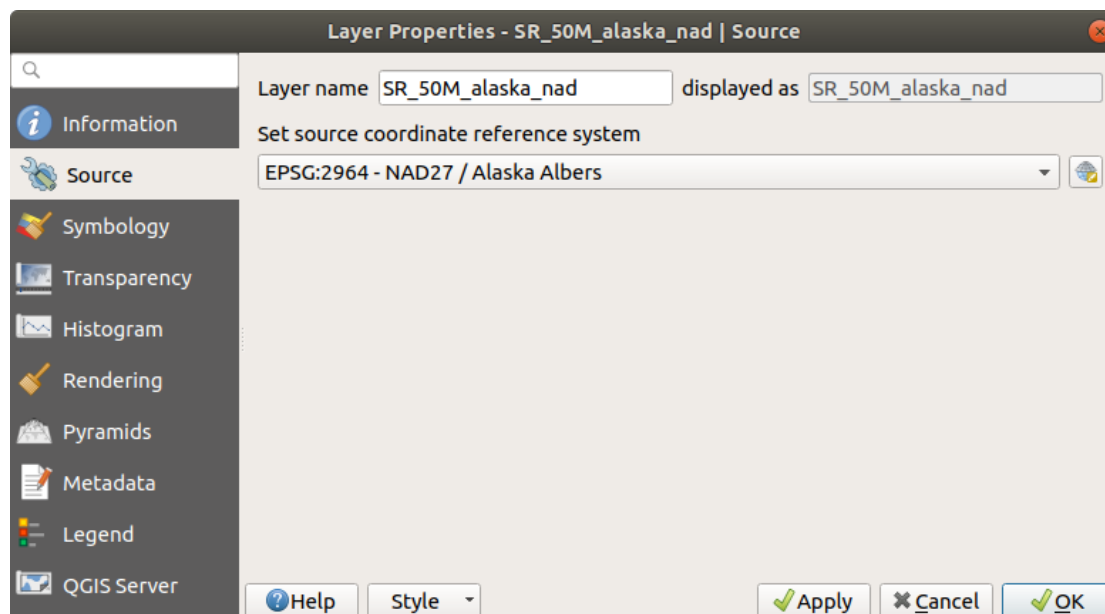 Layer Properties - SR_50M_alaska_nad | Source
Layer name SR_50M_alaska_nad displayed as SR_50M_alaska_nad
Set source coordinate reference system
EPSG:2964 - NAD27 / Alaska Albers
Information
Source
Symbology
Transparency
Histogram
Rendering
Pyramids
Metadata
Legend
QGIS Server
Help Style Apply Cancel OK